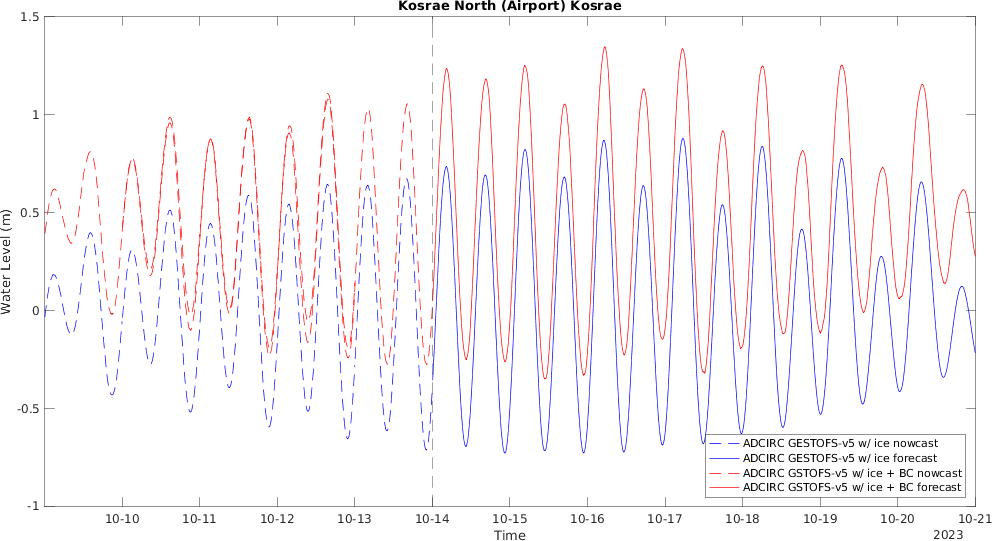 Kosrae North (Airport) Kosrae
1.5
1
0.5
0
-0.5
-1
Water Level (m)
ADCIRC GESTOFS-v5 w/ ice nowcast
ADCIRC GESTOFS-v5 w/ ice forecast
ADCIRC GSTOFS-v5 w/ ice + BC nowcast
ADCIRC GSTOFS-v5 w/ ice + BC forecast
10-10 10-11 10-12 10-13 10-14 10-15 10-16 10-17 10-18 10-19 10-20 10-21
Time
2023